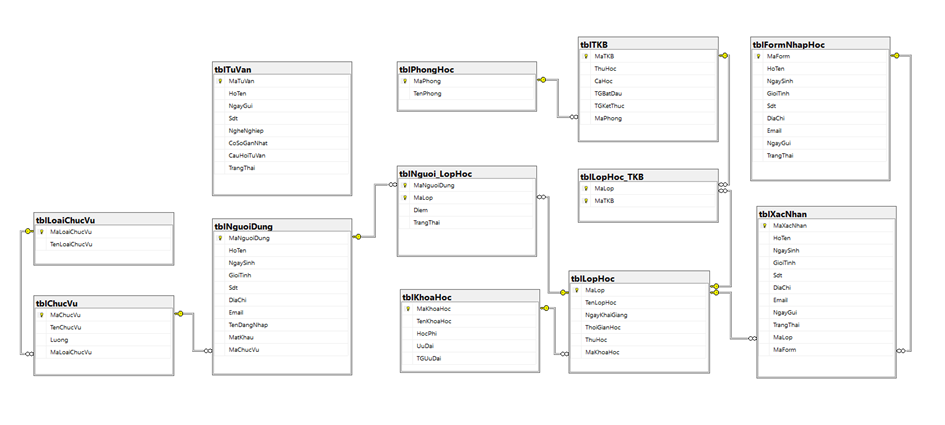 tblTuVan
MaTuVan
HoTen
NgayGui
Sdt
NgheNghiep
CoSoGanNhat
CauHoiTuVan
TrangThai
tblPhongHoc
MaPhong
TenPhong
tblTKB
MaTKB
ThuHoc
CaHoc
TGBatDau
TGKetThuc
MaPhong
tblFormNhapHoc
MaForm
HoTen
NgaySinh
GioiTinh
Sdt
DiaChi
Email
NgayGui
TrangThai
tblNguoi_LopHoc
MaNguoiDung
MaLop
Diem
TrangThai
tblLopHoc_TKB
MaLop
MaTKB
tblLoaiChucVu
MaLoaiChucVu
TenLoaiChucVu
tblNguoiDung
MaNguoiDung
HoTen
NgaySinh
GioiTinh
Sdt
DiaChi
Email
TenDangNhap
MatKhau
MaChucVu
tblXacNhan
MaXacNhan
HoTen
NgaySinh
GioiTinh
Sdt
DiaChi
Email
NgayGui
TrangThai
MaLop
MaForm
tblChucVu
MaChucVu
TenChucVu
Luong
MaLoaiChucVu
tblKhoaHoc
MaKhoaHoc
TenKhoaHoc
HocPhi
UuDai
TGUuDai
tblLopHoc
MaLop
TenLopHoc
NgayKhaiGiang
ThoiGianHoc
ThuHoc
MaKhoaHoc